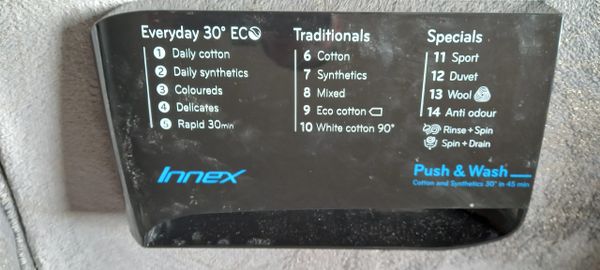 Everyday 30° ECO
1 Daily cotton
2 Daily synthetics
3 Coloureds
4 Delicates
5 Rapid 30min
Traditionals
6 Cotton
7 Synthetics
8 Mixed
9 Eco cotton
10 White cotton 90°
Specials
11 Sport
12 Duvet
13 Wool
14 Anti odour
Rinse + Spin
Spin + Drain
Innex
Push & Wash
Cotton and Synthetics 30° in 45 min